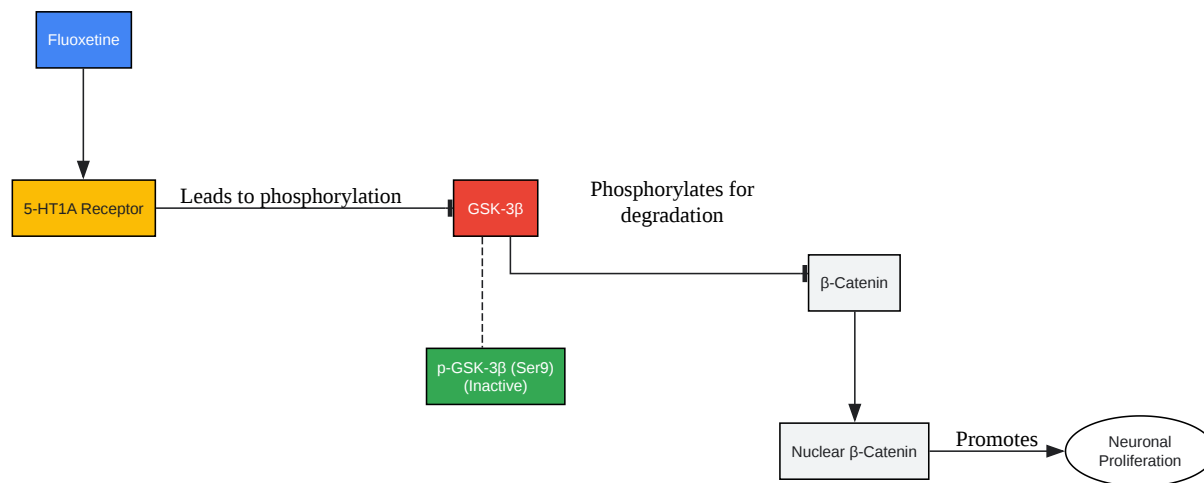 Fluoxetine
5-HT1A Receptor
Leads to phosphorylation
GSK-3β
Phosphorylates for
degradation
β-Catenin
p-GSK-3β (Ser9)
(Inactive)
Nuclear β-Catenin
Promotes
Neuronal
Proliferation